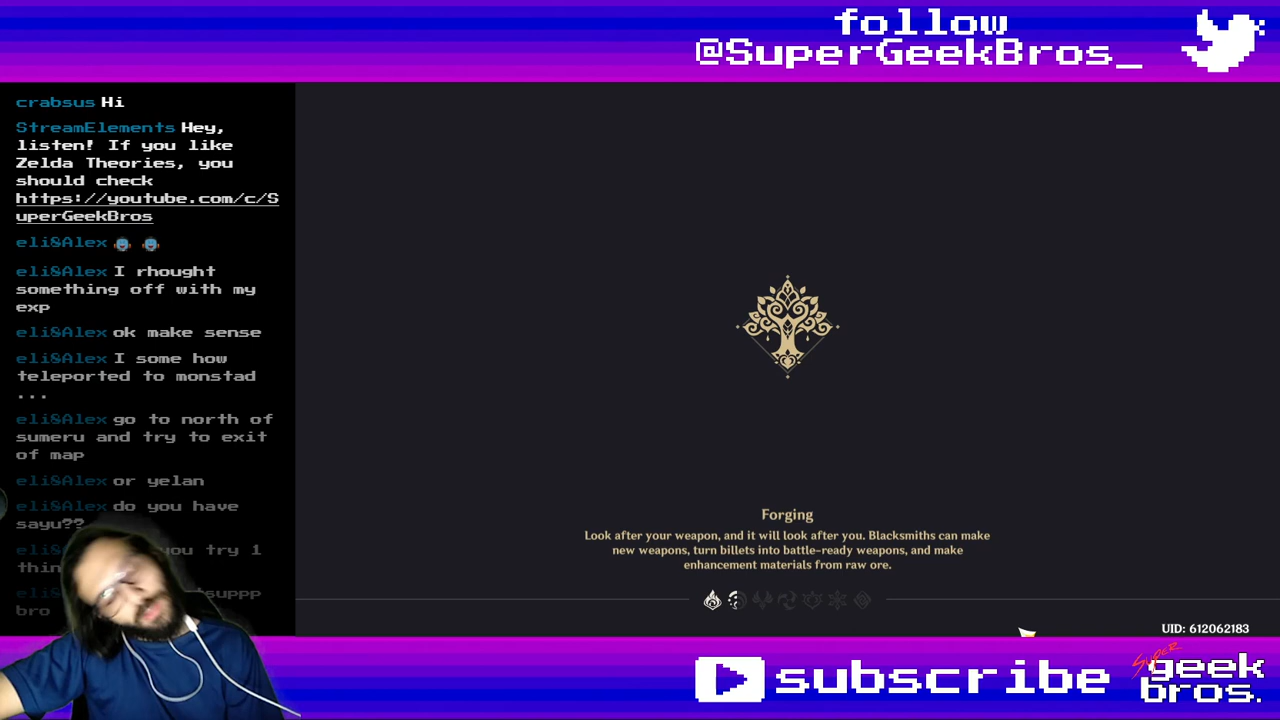 follow
@SuperGeekBros_
crabsus Hi
StreamElements Hey,
listen! If you like
Zelda Theories, you
should check
https://youtube.com/c/S
uperGeekBros
eli&Alex
eli&Alex I rhought
something off with my
exp
eli&Alex ok make sense
eli&Alex I some how
teleported to monstad
...
eli&Alex go to north of
sumeru and try to exit
of map
eli&Alex or yelan
eli&Alex do you have
sayu??
you try 1
bro
Forging
Look after your weapon, and it will look after you. Blacksmiths can make
new weapons, turn billets into battle-ready weapons, and make
enhancement materials from raw ore.
UID: 612062183
subscribe
Super
geek
bros.